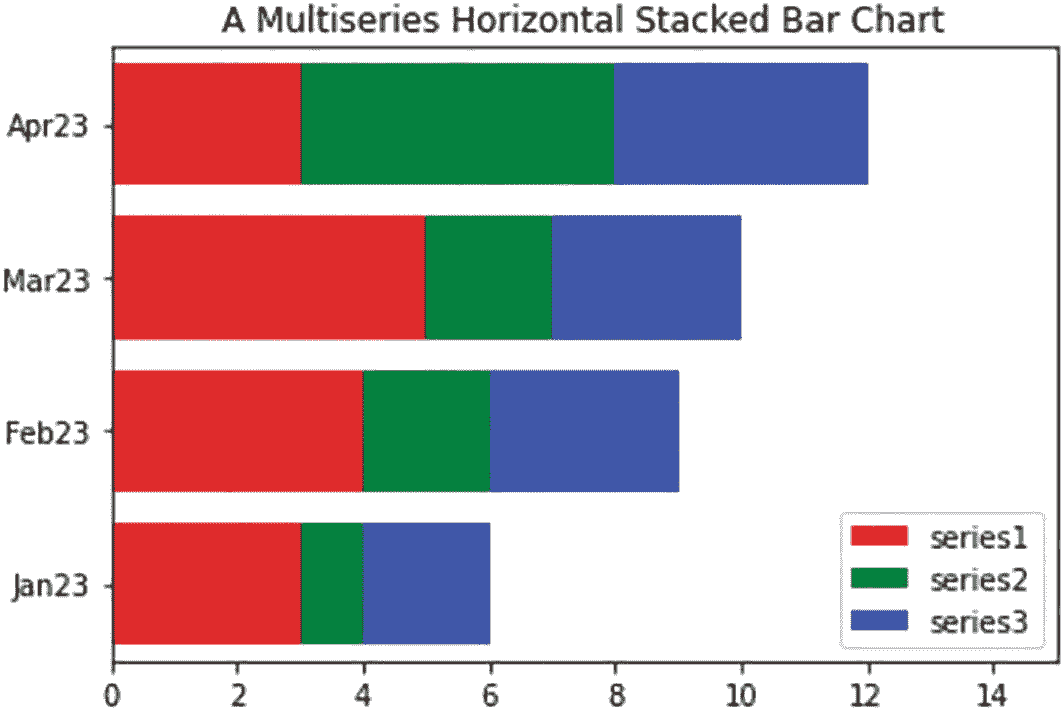 A Multiseries Horizontal Stacked Bar Chart
Apr23
Mar23
Feb23
Jan23
series1
series2
series3
0 2 4 6 8 10 12 14